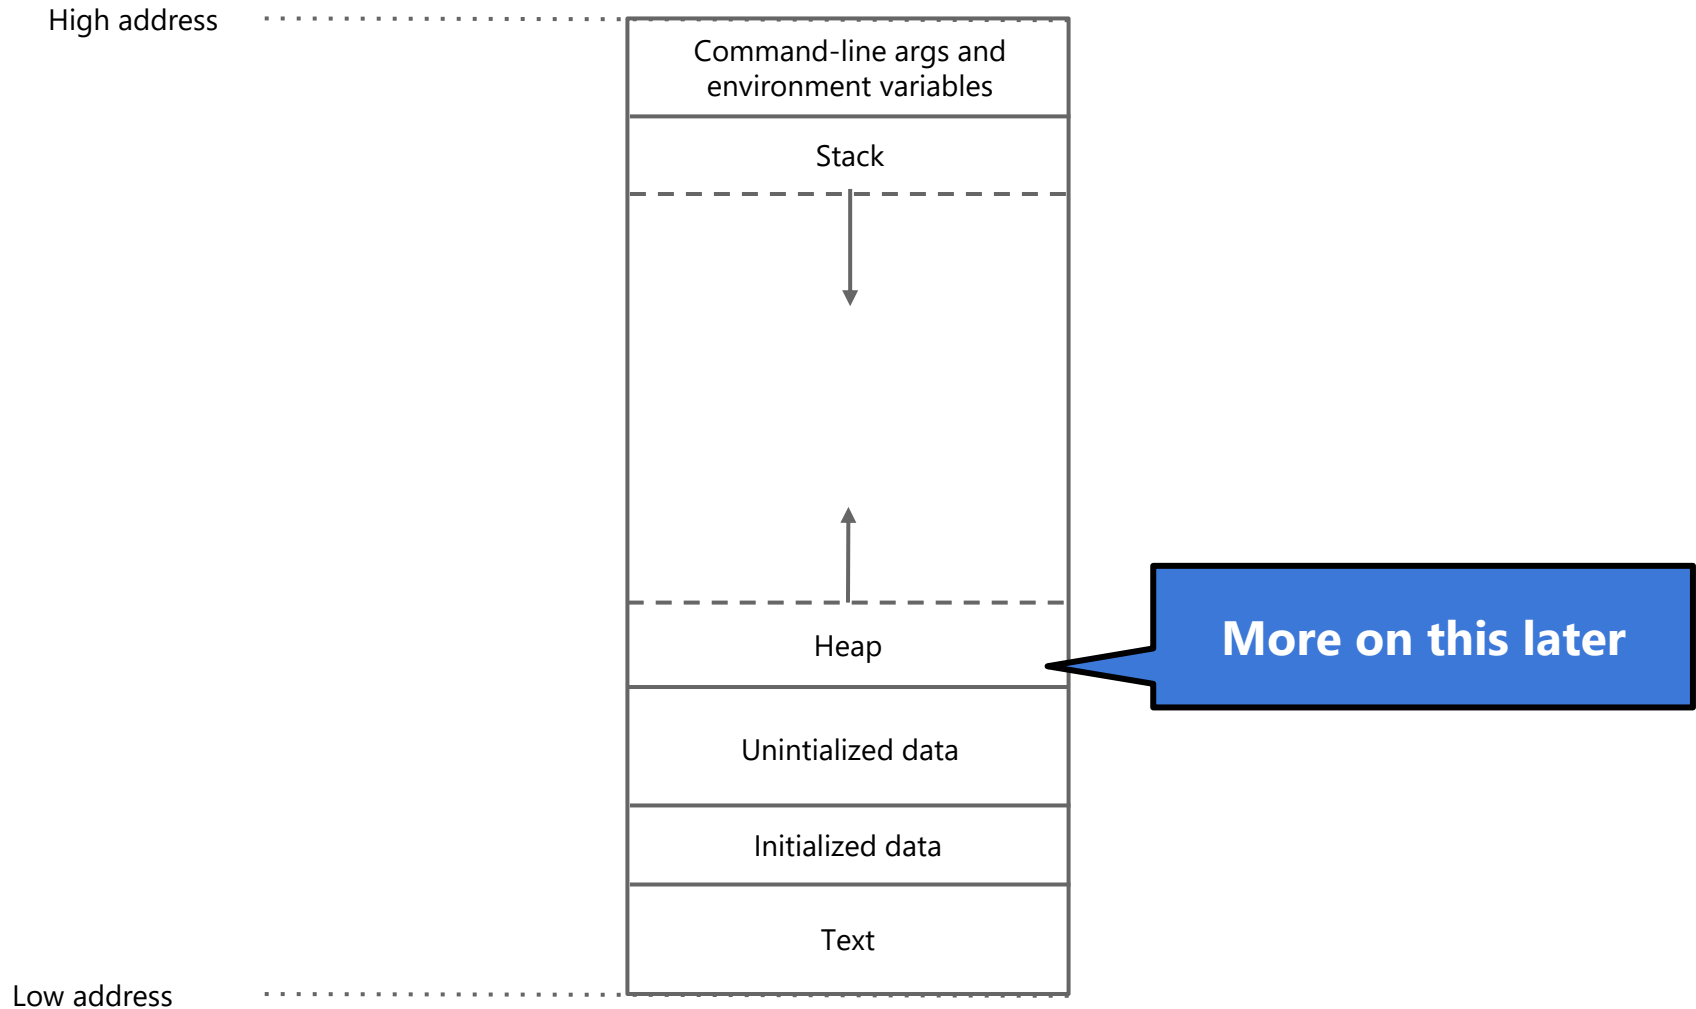 High address
Command-line args and
environment variables
Stack
Heap
More on this later
Unintialized data
Initialized data
Text
Low address